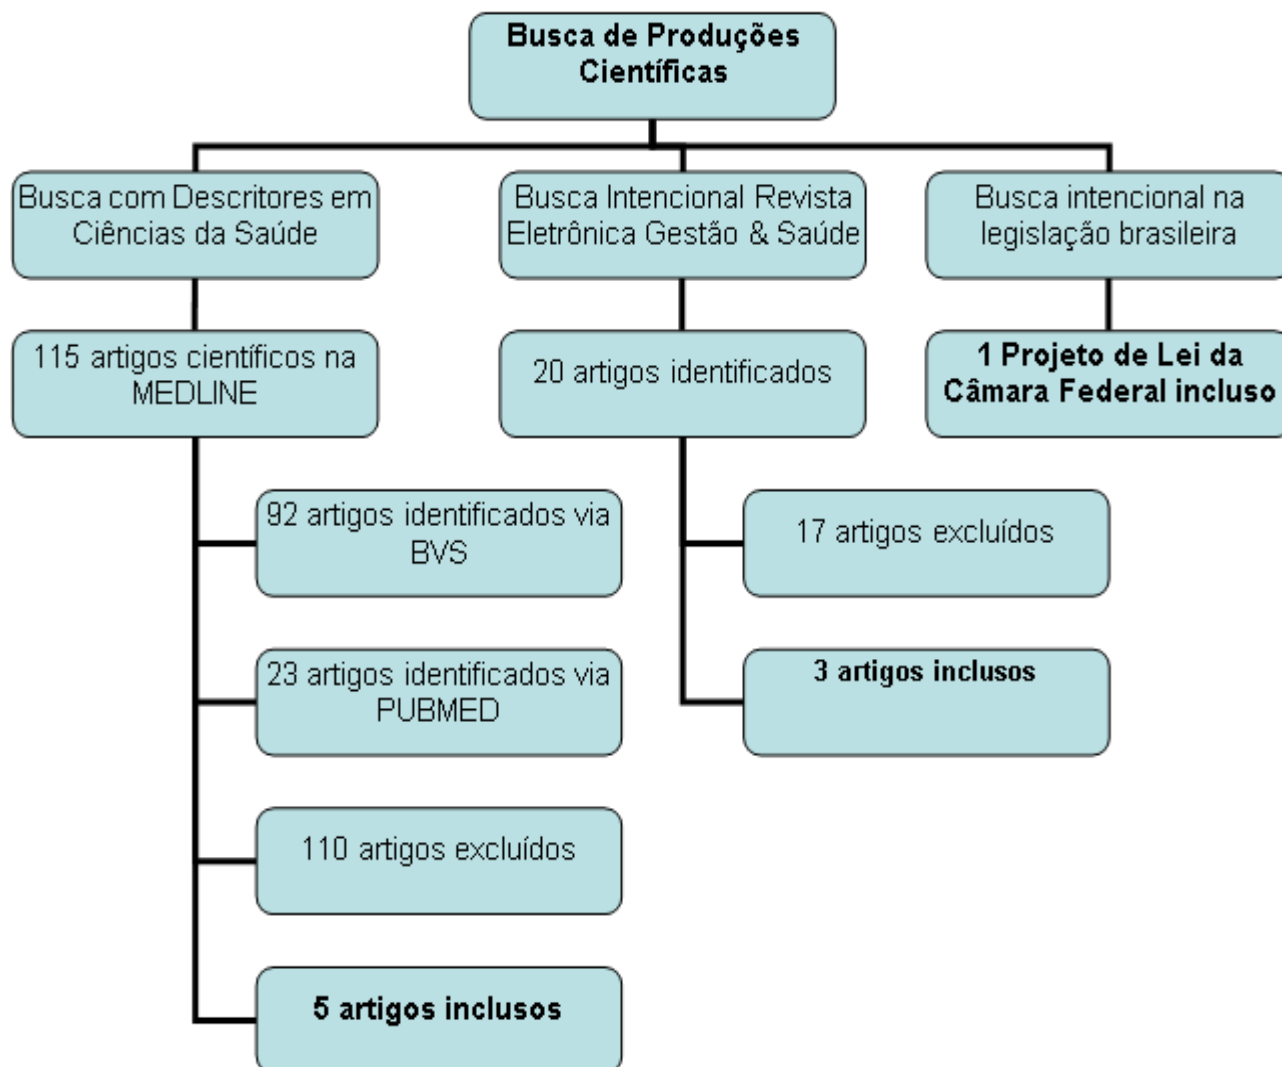 Busca de Produções
Científicas
Busca com Descritores em
Ciências da Saúde
Busca Intencional Revista
Eletrônica Gestão & Saúde
Busca intencional na
legislação brasileira
115 artigos científicos na
MEDLINE
20 artigos identificados
1 Projeto de Lei da
Câmara Federal incluso
92 artigos identificados via
BVS
17 artigos excluídos
23 artigos identificados via
PUBMED
3 artigos inclusos
110 artigos excluídos
5 artigos inclusos